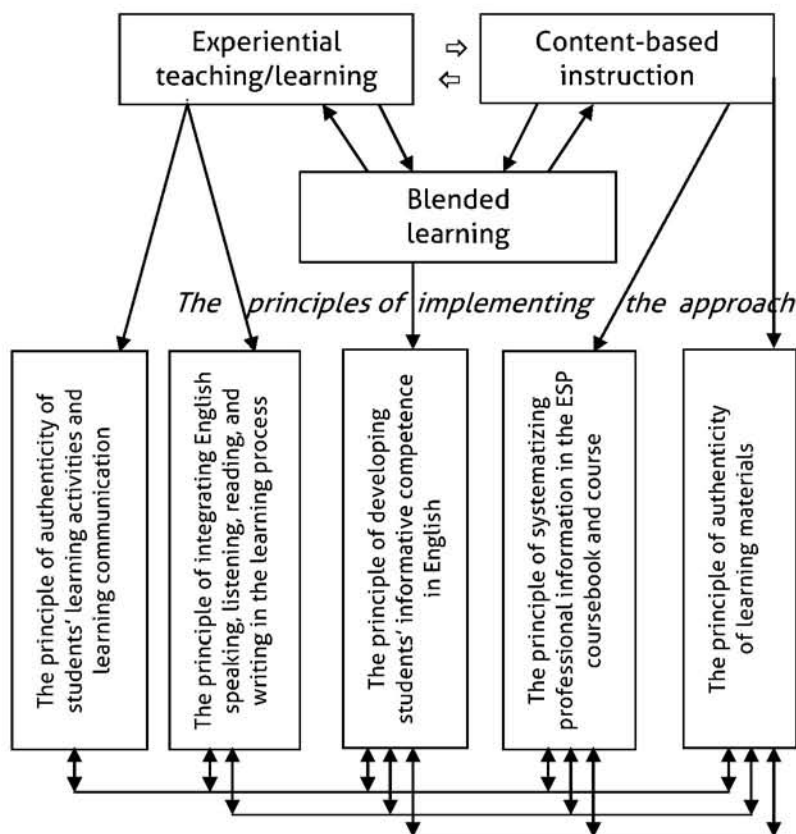 Experiential
teaching/learning
Content-based
instruction
Blended
learning
The principles of implementing the approach
The principle of authenticity of
students' learning activities and
learning communication
The principle of integrating English
speaking, listening, reading, and
writing in the learning process
The principle of developing
students' informative competence
in English
The principle of systematizing
professional information in the ESP
coursebook and course
The principle of authenticity
of learning materials